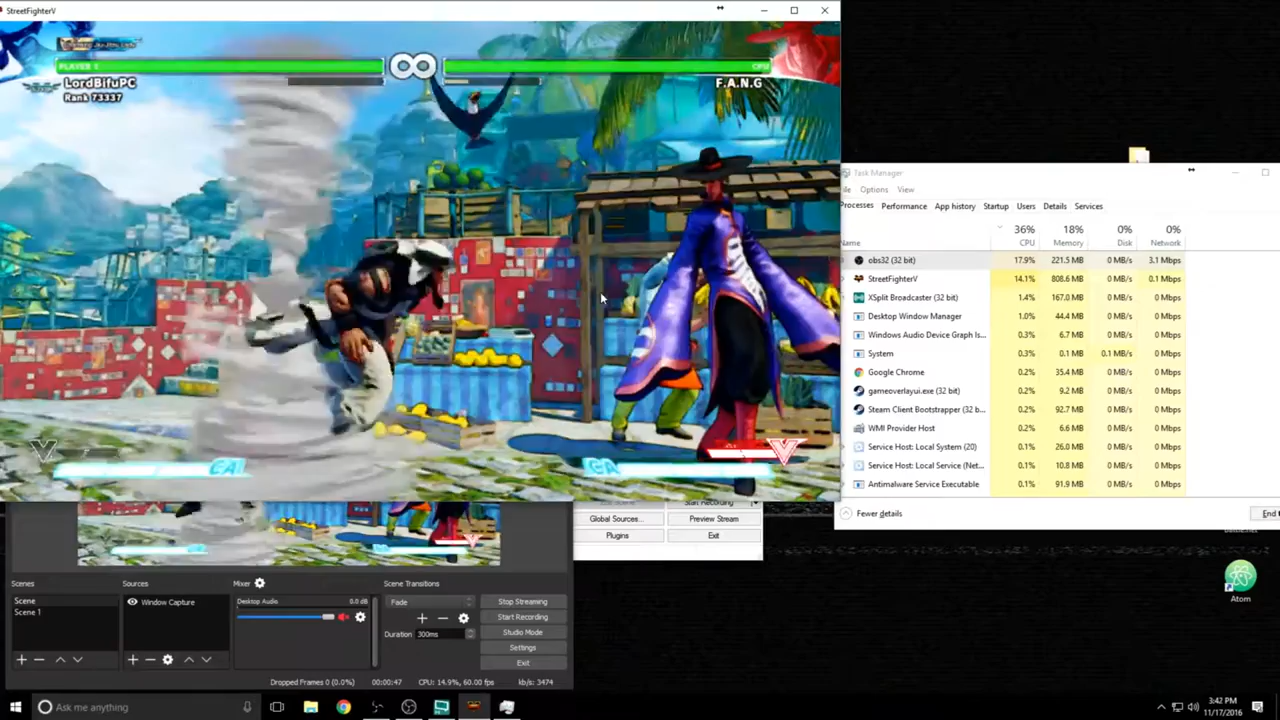 StreetFighterV
PLAYER 1
CPU
LordBifuPC
F.A.N.G
Rank 73337
CA
CA
Task Manager
Options View
Processes Performance App history Startup Users Details Services
36% 18% 0% 0%
Name CPU Memory Disk Network
obs32 (32 bit) 17.9% 221.5 MB 0 MB/s 3.1 Mbps
StreetFighterV 14.1% 808.6 MB 0 MB/s 0.1 Mbps
XSplit Broadcaster (32 bit) 1.4% 167.0 MB 0 MB/s 0 Mbps
Desktop Window Manager 1.0% 44.4 MB 0 MB/s 0 Mbps
Windows Audio Device Graph Is... 0.3% 6.7 MB 0 MB/s 0 Mbps
System 0.3% 0.1 MB 0.1 MB/s 0 Mbps
Google Chrome 0.2% 35.4 MB 0 MB/s 0 Mbps
gameoverlayui.exe (32 bit) 0.2% 9.2 MB 0 MB/s 0 Mbps
Steam Client Bootstrapper (32 b... 0.2% 92.7 MB 0 MB/s 0 Mbps
WMI Provider Host 0.2% 6.6 MB 0 MB/s 0 Mbps
Service Host: Local System (20) 0.1% 26.0 MB 0 MB/s 0 Mbps
Service Host: Local Service (Net... 0.1% 10.8 MB 0 MB/s 0 Mbps
Antimalware Service Executable 0.1% 91.9 MB 0 MB/s 0 Mbps
Fewer details
End
Start Recording
Global Sources... Preview Stream
Plugins Exit
Scenes Sources Mixer Scene Transitions
Scene
Scene 1
Window Capture
Desktop Audio 0.0 dB
Fade
Duration 300ms
Stop Streaming
Start Recording
Studio Mode
Settings
Exit
Dropped Frames 0 (0.0%) 00:00:47 CPU: 14.9%, 60.00 fps kb/s: 3474
Atom
Ask me anything
3:42 PM
11/17/2016